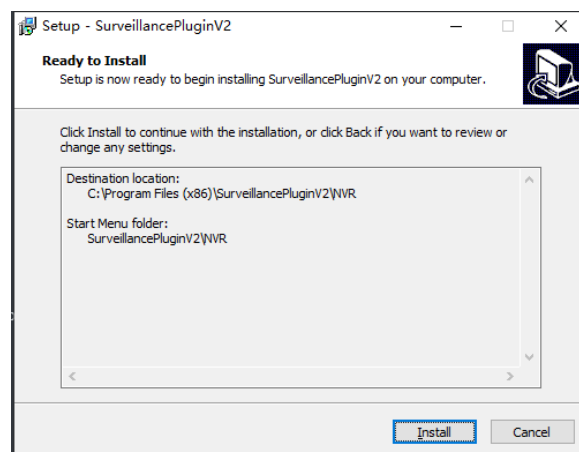 Setup - SurveillancePluginV2
Ready to Install
Setup is now ready to begin installing SurveillancePluginV2 on your computer.
Click Install to continue with the installation, or click Back if you want to review or
change any settings.
Destination location:
C:\Program Files (x86)\SurveillancePluginV2\NVR
Start Menu folder:
SurveillancePluginV2\NVR
Install
Cancel